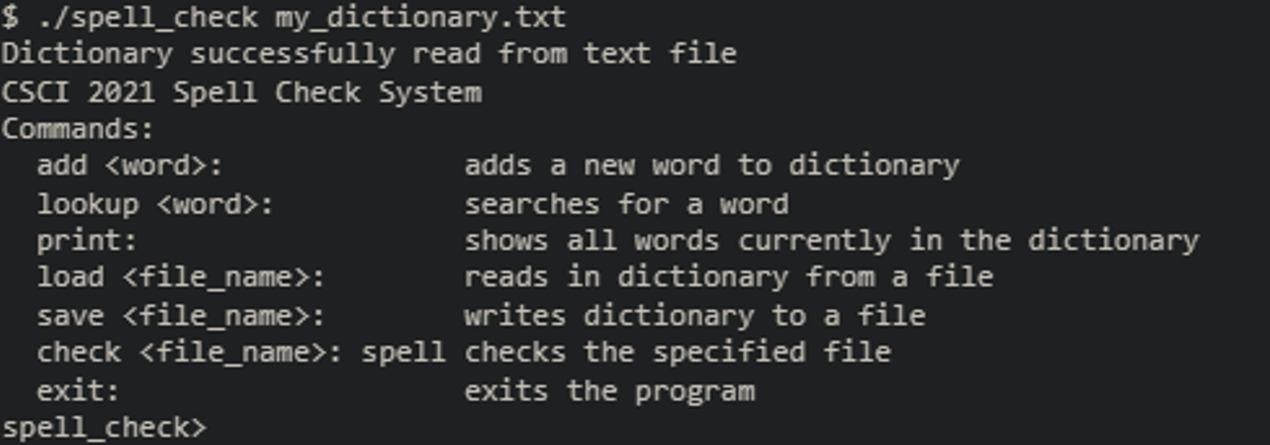 $ ./spell_check my_dictionary.txt
Dictionary successfully read from text file
CSCI 2021 Spell Check System
Commands:
  add <word>:              adds a new word to dictionary
  lookup <word>:           searches for a word
  print:                   shows all words currently in the dictionary
  load <file_name>:        reads in dictionary from a file
  save <file_name>:        writes dictionary to a file
  check <file_name>: spell checks the specified file
  exit:                    exits the program
spell_check>